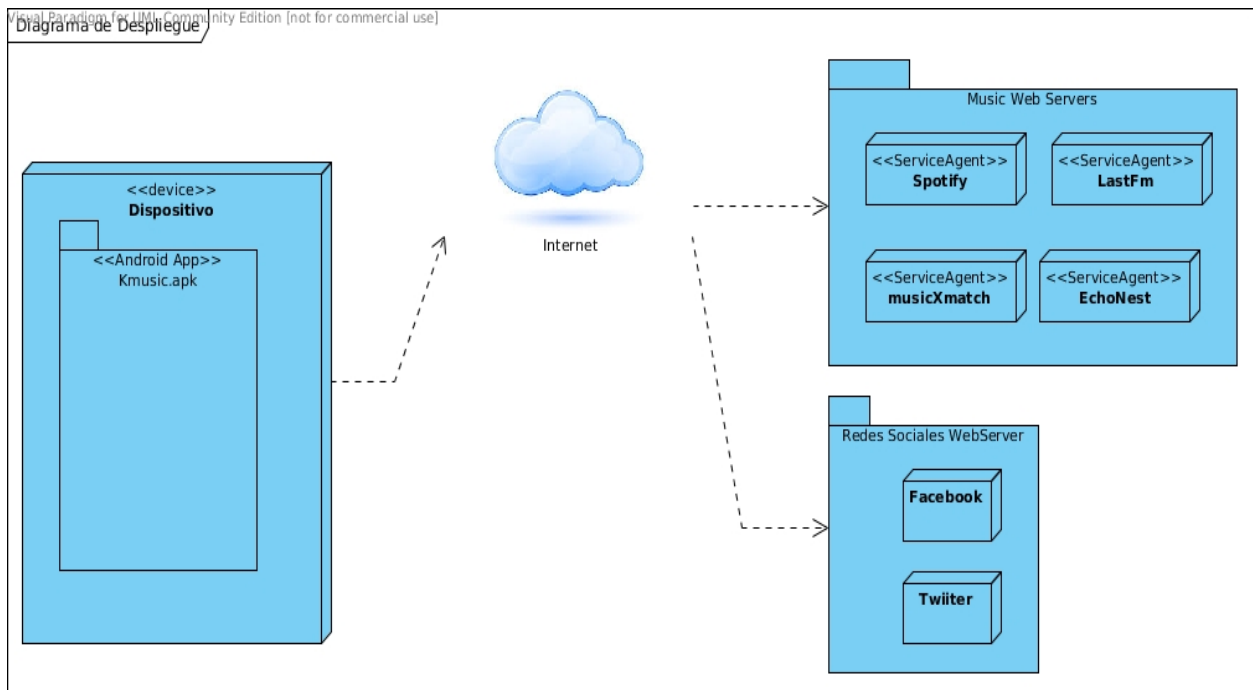 Visual Paradigm for UML Community Edition [not for commercial use]
Diagrama de Despliegue
<<device>>
Dispositivo
<<Android App>>
Kmusic.apk
Internet
Music Web Servers
<<ServiceAgent>>
Spotify
<<ServiceAgent>>
LastFm
<<ServiceAgent>>
musicXmatch
<<ServiceAgent>>
EchoNest
Redes Sociales WebServer
Facebook
Twiiter